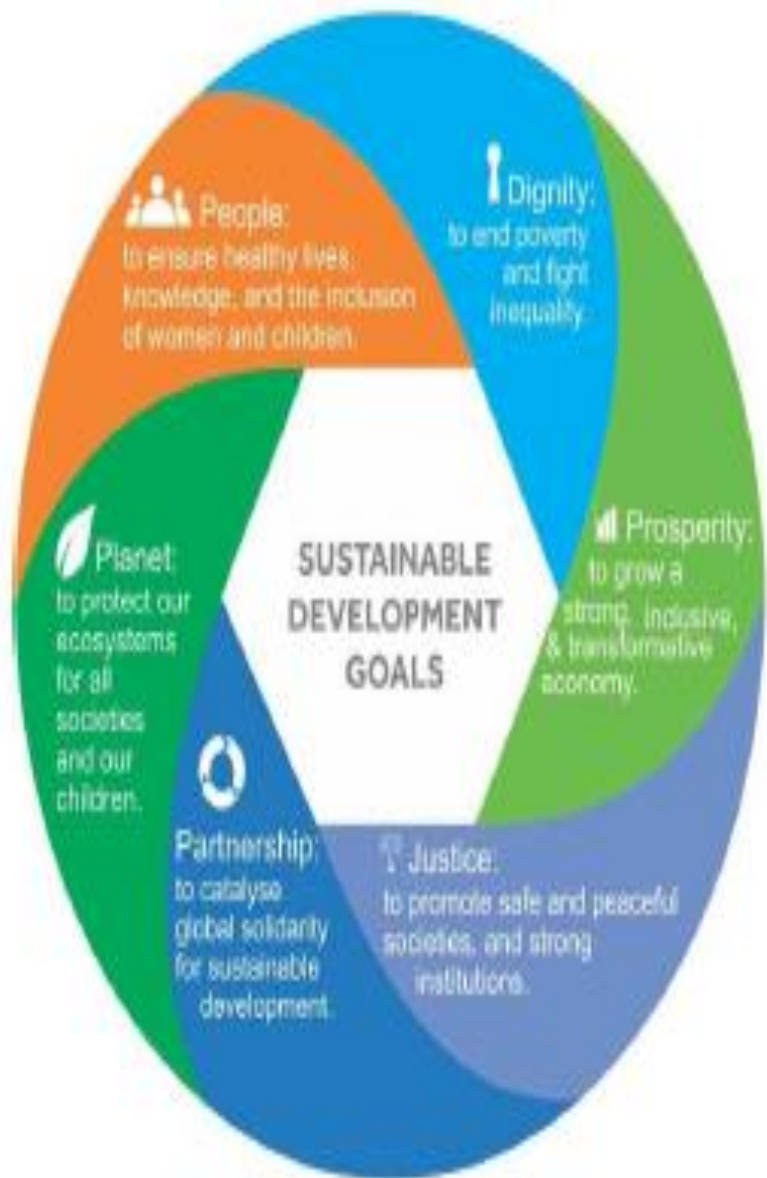 Dignity:
to end poverty
and fight
inequality.
People:
to ensure healthy lives,
knowledge, and the inclusion
of women and children.
Prosperity:
to grow a
strong, inclusive,
& transformative
economy.
SUSTAINABLE
DEVELOPMENT
GOALS
Planet:
to protect our
ecosystems
for all
societies
and our
children.
Partnership:
to catalyse
global solidarity
for sustainable
development.
Justice:
to promote safe and peaceful
societies, and strong
institutions.